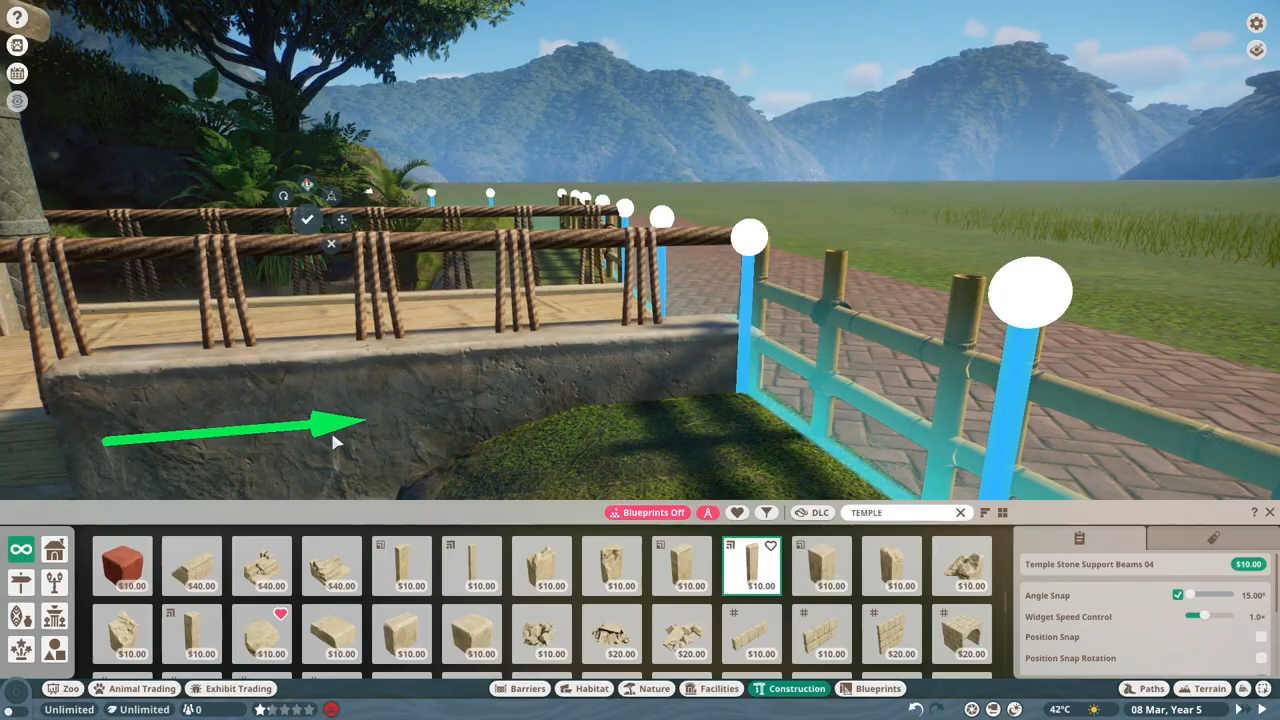 Blueprints Off
DLC
TEMPLE
?
$10.00 $40.00 $40.00 $40.00 $10.00 $10.00 $10.00 $10.00 $10.00 $10.00 $10.00 $10.00 $10.00
$10.00 $10.00 $10.00 $10.00 $10.00 $10.00 $10.00 $20.00 $20.00 $10.00 $10.00 $20.00 $20.00
Temple Stone Support Beams 04 $10.00
Angle Snap 15.00°
Widget Speed Control 1.0×
Position Snap
Position Snap Rotation
Zoo Animal Trading Exhibit Trading Barriers Habitat Nature Facilities Construction Blueprints Paths Terrain
Unlimited Unlimited 0 42°C 08 Mar, Year 5